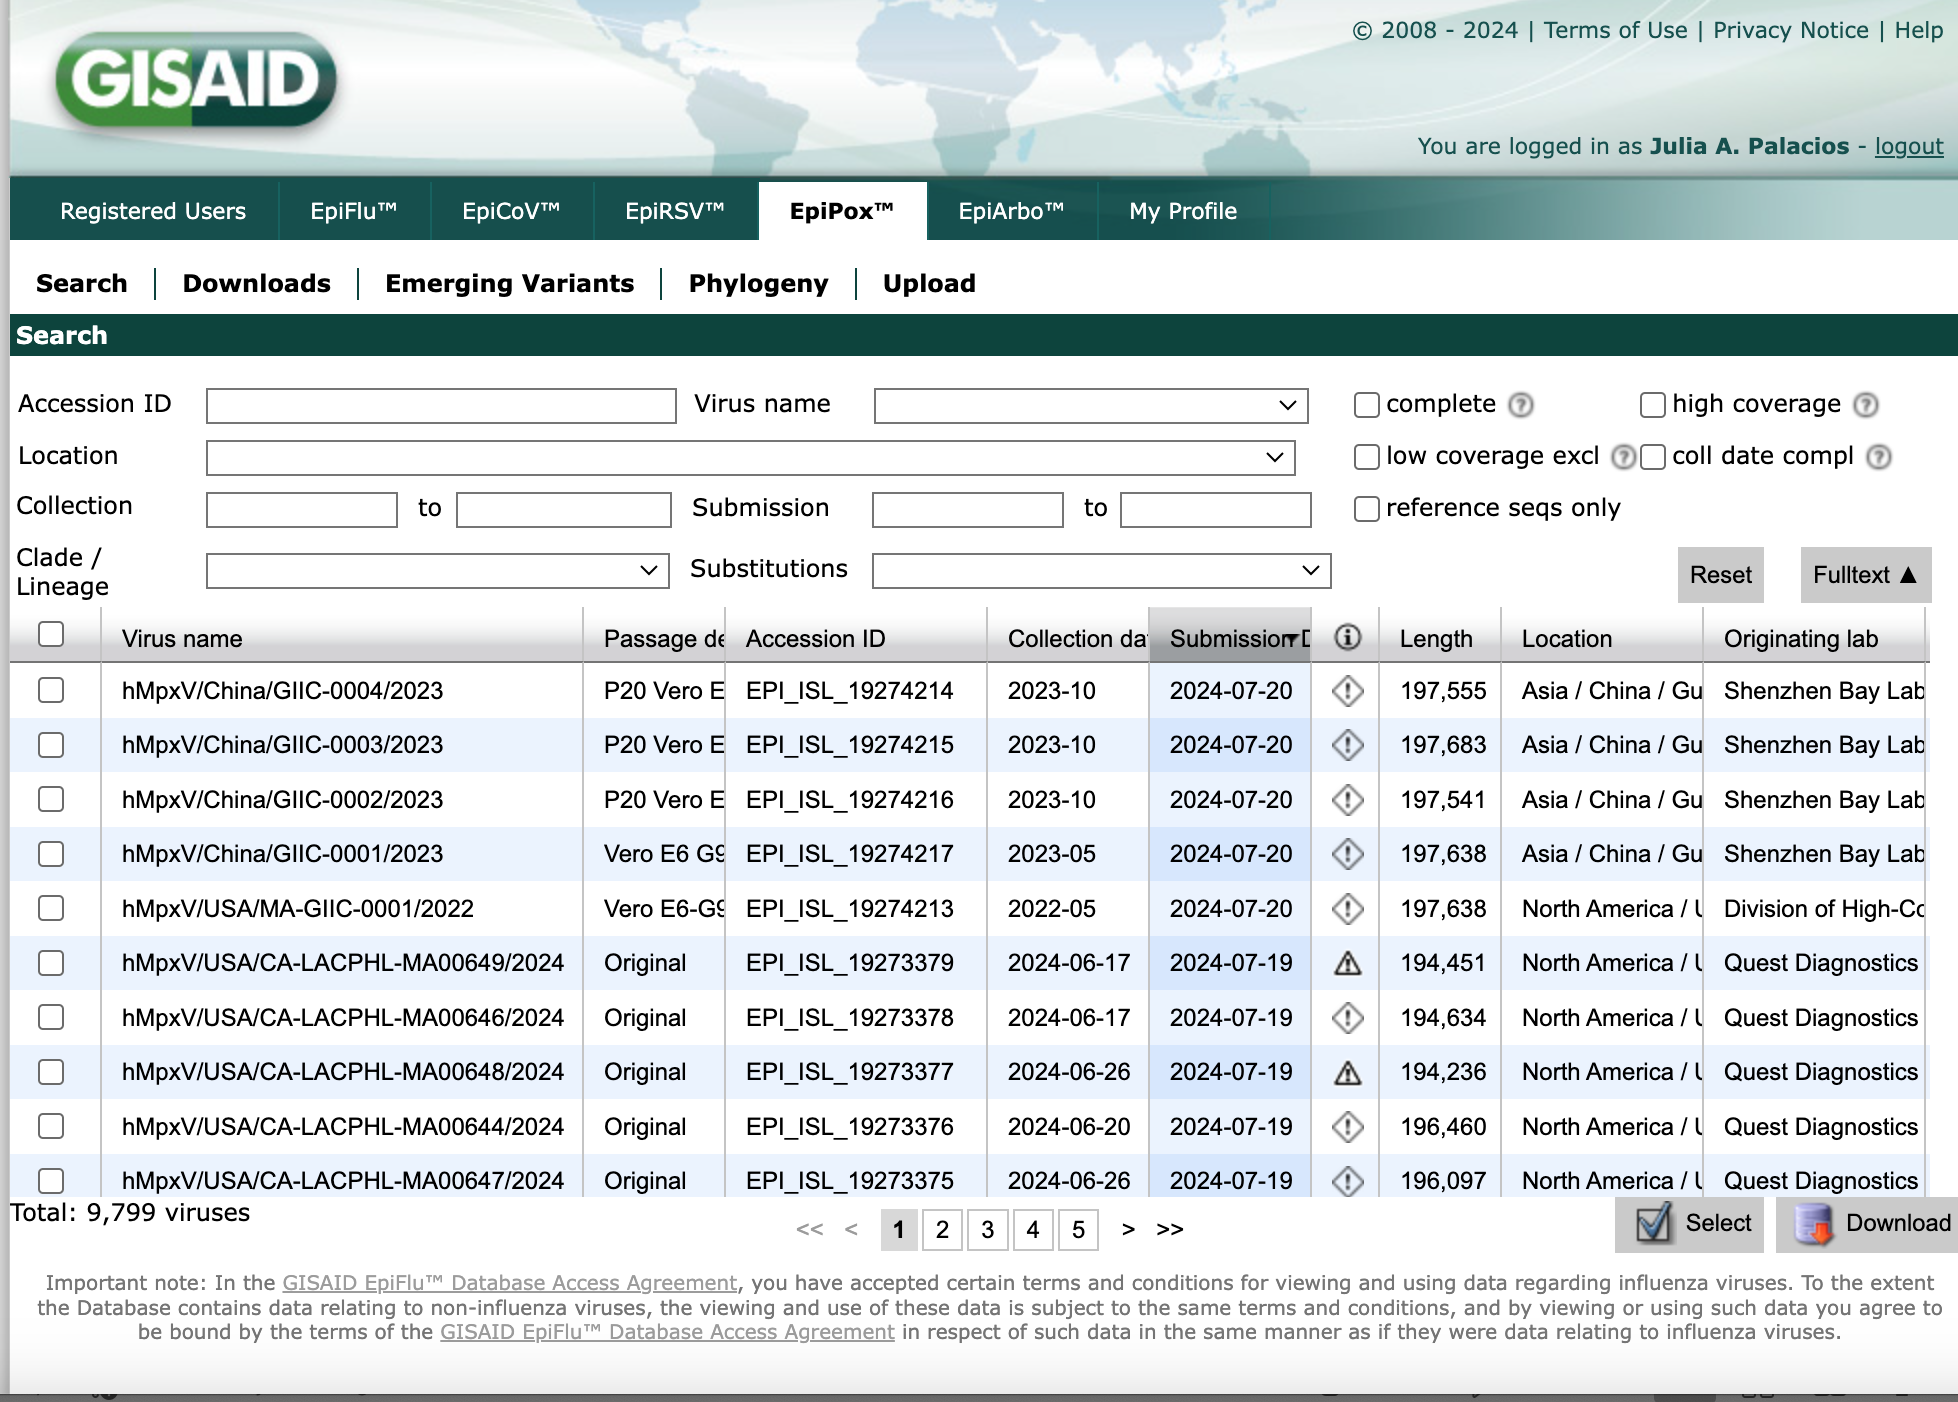 © 2008 - 2024 | Terms of Use | Privacy Notice | Help
GISAID
You are logged in as Julia A. Palacios - logout
Registered Users EpiFlu™ EpiCoV™ EpiRSV™ EpiPox™ EpiArbo™ My Profile
Search Downloads Emerging Variants Phylogeny Upload
Search
Accession ID Virus name complete high coverage
Location low coverage excl coll date compl
Collection to Submission to reference seqs only
Clade / Lineage Substitutions Reset Fulltext ▲
Virus name Passage de Accession ID Collection da Submission D Length Location Originating lab
hMpxV/China/GIIC-0004/2023 P20 Vero E EPI_ISL_19274214 2023-10 2024-07-20 197,555 Asia / China / Gu Shenzhen Bay Lab
hMpxV/China/GIIC-0003/2023 P20 Vero E EPI_ISL_19274215 2023-10 2024-07-20 197,683 Asia / China / Gu Shenzhen Bay Lab
hMpxV/China/GIIC-0002/2023 P20 Vero E EPI_ISL_19274216 2023-10 2024-07-20 197,541 Asia / China / Gu Shenzhen Bay Lab
hMpxV/China/GIIC-0001/2023 Vero E6 G9 EPI_ISL_19274217 2023-05 2024-07-20 197,638 Asia / China / Gu Shenzhen Bay Lab
hMpxV/USA/MA-GIIC-0001/2022 Vero E6-G9 EPI_ISL_19274213 2022-05 2024-07-20 197,638 North America / U Division of High-Co
hMpxV/USA/CA-LACPHL-MA00649/2024 Original EPI_ISL_19273379 2024-06-17 2024-07-19 194,451 North America / U Quest Diagnostics
hMpxV/USA/CA-LACPHL-MA00646/2024 Original EPI_ISL_19273378 2024-06-17 2024-07-19 194,634 North America / U Quest Diagnostics
hMpxV/USA/CA-LACPHL-MA00648/2024 Original EPI_ISL_19273377 2024-06-26 2024-07-19 194,236 North America / U Quest Diagnostics
hMpxV/USA/CA-LACPHL-MA00644/2024 Original EPI_ISL_19273376 2024-06-20 2024-07-19 196,460 North America / U Quest Diagnostics
hMpxV/USA/CA-LACPHL-MA00647/2024 Original EPI_ISL_19273375 2024-06-26 2024-07-19 196,097 North America / U Quest Diagnostics
Total: 9,799 viruses << < 1 2 3 4 5 > >> Select Download
Important note: In the GISAID EpiFlu™ Database Access Agreement, you have accepted certain terms and conditions for viewing and using data regarding influenza viruses. To the extent
the Database contains data relating to non-influenza viruses, the viewing and use of these data is subject to the same terms and conditions, and by viewing or using such data you agree to
be bound by the terms of the GISAID EpiFlu™ Database Access Agreement in respect of such data in the same manner as if they were data relating to influenza viruses.